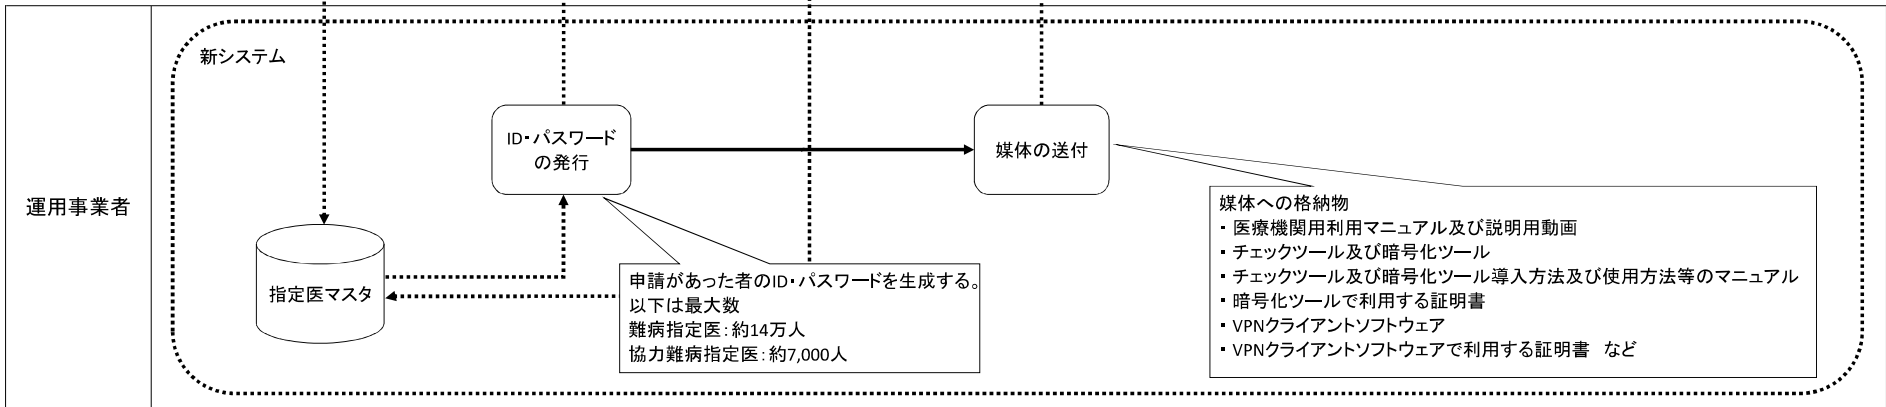 運用事業者
新システム
ID・パスワード
の発行
媒体の送付
指定医マスタ
申請があった者のID・パスワードを生成する。
以下は最大数
難病指定医：約14万人
協力難病指定医：約7,000人
媒体への格納物
・医療機関用利用マニュアル及び説明用動画
・チェックツール及び暗号化ツール
・チェックツール及び暗号化ツール導入方法及び使用方法等のマニュアル
・暗号化ツールで利用する証明書
・VPNクライアントソフトウェア
・VPNクライアントソフトウェアで利用する証明書　など